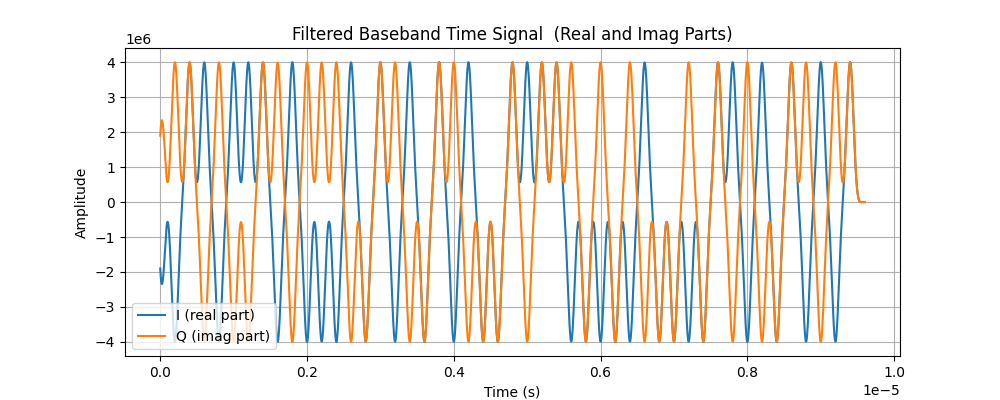 Filtered Baseband Time Signal  (Real and Imag Parts)
1e6
4
3
2
1
0
−1
−2
−3
−4
Amplitude
I (real part)
Q (imag part)
0.0 0.2 0.4 0.6 0.8 1.0
1e−5
Time (s)